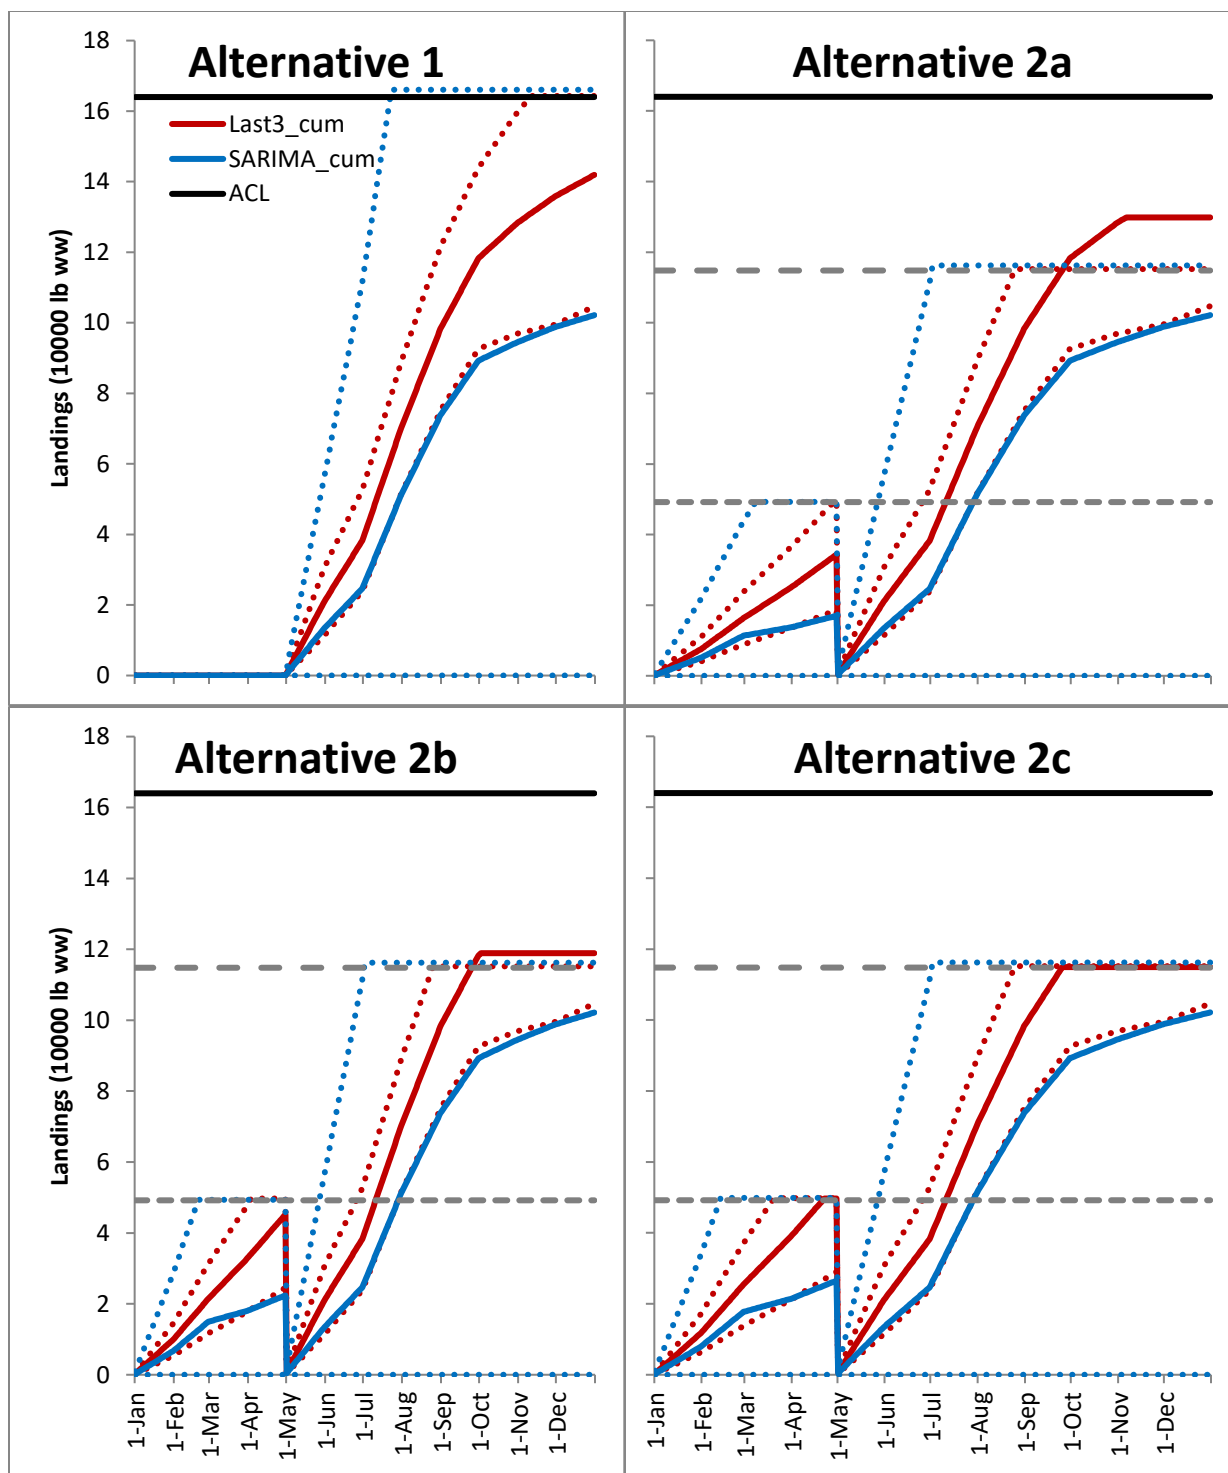 Alternative 1
Alternative 2a
18
16
14
12
10
8
6
4
2
0
Landings (10000 lb ww)
Last3_cum
SARIMA_cum
ACL
Alternative 2b
Alternative 2c
18
16
14
12
10
8
6
4
2
0
Landings (10000 lb ww)
1-Jan
1-Feb
1-Mar
1-Apr
1-May
1-Jun
1-Jul
1-Aug
1-Sep
1-Oct
1-Nov
1-Dec
1-Jan
1-Feb
1-Mar
1-Apr
1-May
1-Jun
1-Jul
1-Aug
1-Sep
1-Oct
1-Nov
1-Dec